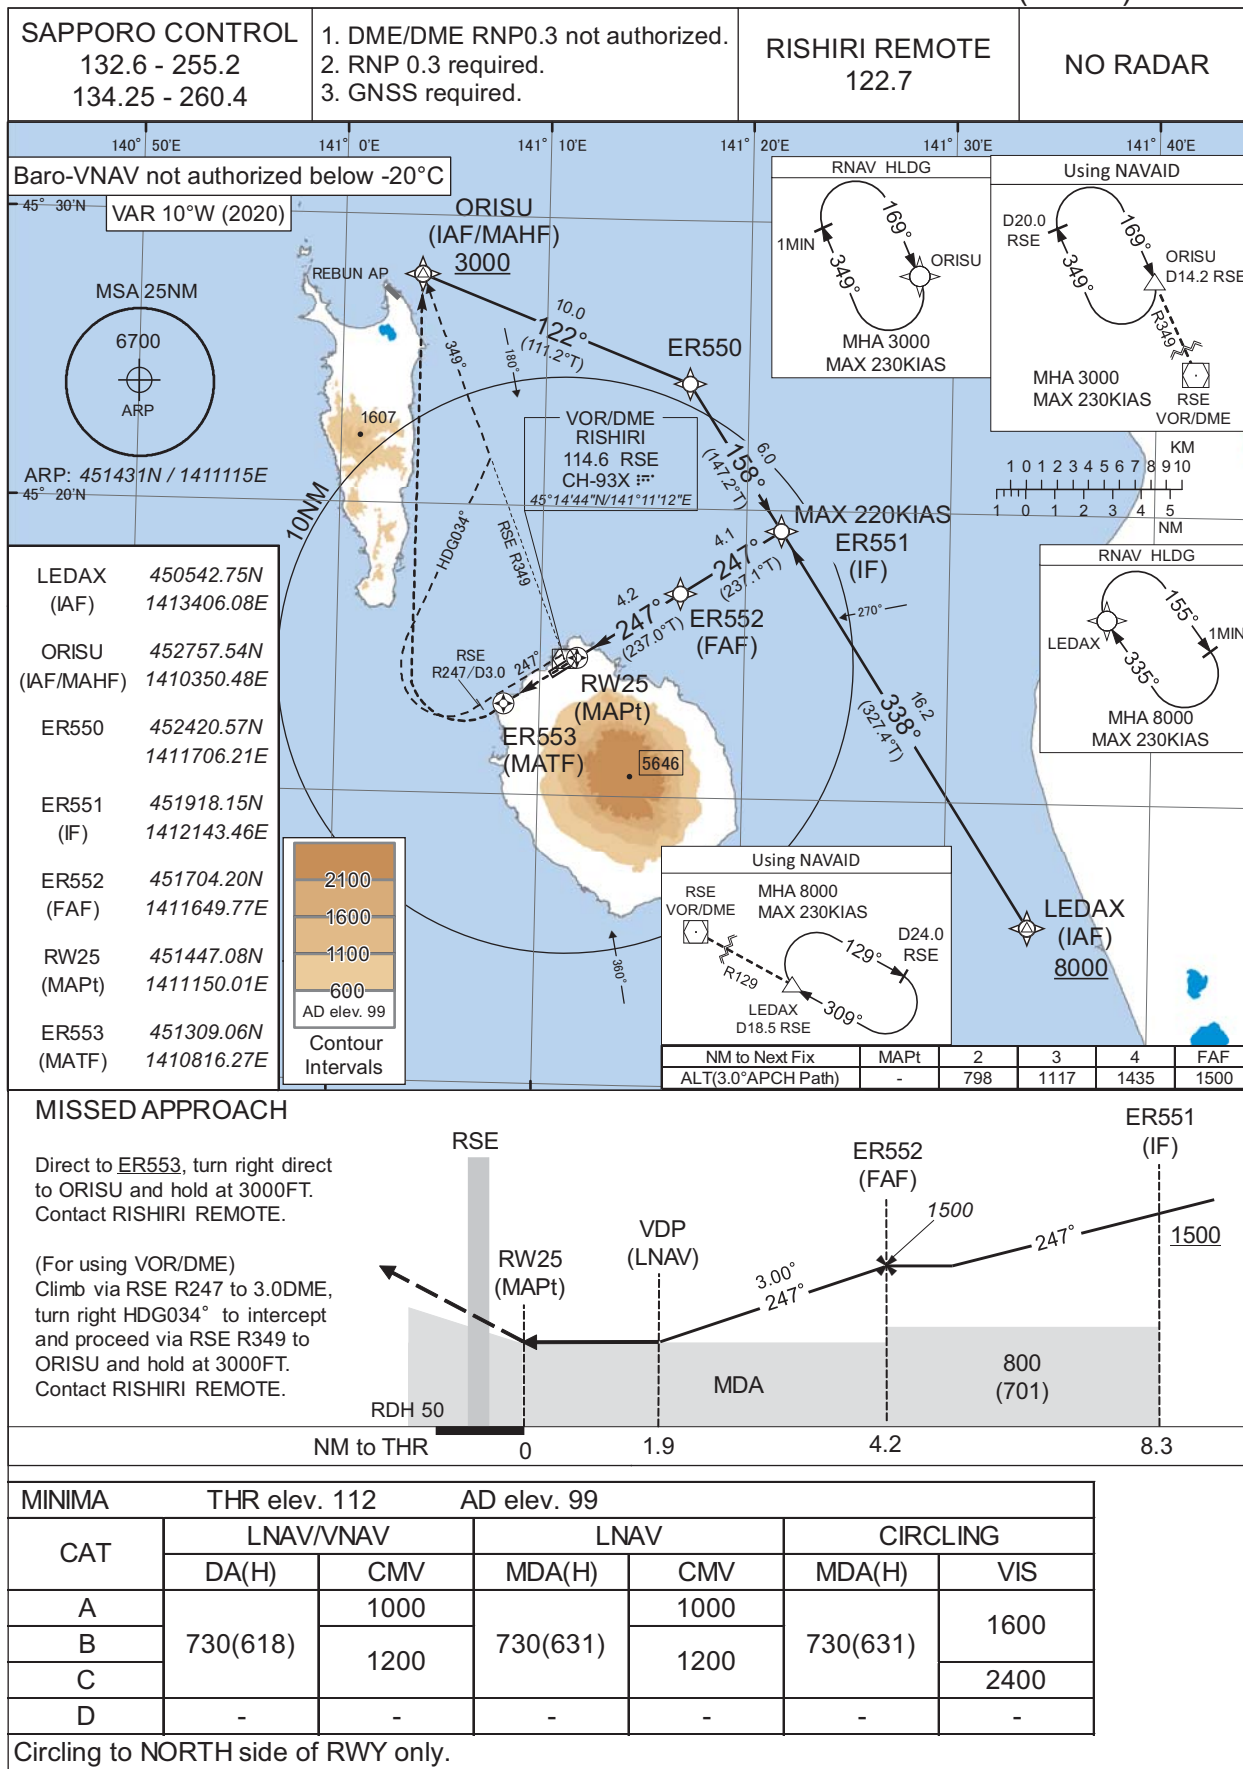 SAPPORO CONTROL
132.6 - 255.2
134.25 - 260.4
1. DME/DME RNP0.3 not authorized.
2. RNP 0.3 required.
3. GNSS required.
RISHIRI REMOTE
122.7
NO RADAR
140° 50'E
141° 0'E
141° 10'E
141° 20'E
141° 30'E
141° 40'E
Baro-VNAV not authorized below -20°C
45° 30'N
VAR 10°W (2020)
MSA 25NM
6700
ARP
ARP: 451431N / 1411115E
45° 20'N
REBUN AP
1607
ORISU
(IAF/MAHF)
3000
10.0
122°
(111.2°T)
ER550
349°
180°
VOR/DME
RISHIRI
114.6 RSE
CH-93X
45°14'44"N/141°11'12"E
6.0
158°
(147.2°T)
10NM
HDG034°
RSE R349
MAX 220KIAS
ER551
(IF)
4.1
247°
(237.1°T)
ER552
(FAF)
4.2
247°
(237.0°T)
270°
RSE
R247/D3.0
247°
RW25
(MAPt)
ER553
(MATF)
5646
16.2
338°
(327.4°T)
360°
LEDAX
(IAF)
8000
RNAV HLDG
169°
1MIN
349°
ORISU
MHA 3000
MAX 230KIAS
Using NAVAID
D20.0
RSE
169°
349°
ORISU
D14.2 RSE
R349
MHA 3000
MAX 230KIAS
RSE
VOR/DME
KM
1 0 1 2 3 4 5 6 7 8 9 10
1 0 1 2 3 4 5
NM
RNAV HLDG
155°
1MIN
LEDAX
335°
MHA 8000
MAX 230KIAS
LEDAX 450542.75N
(IAF) 1413406.08E
ORISU 452757.54N
(IAF/MAHF) 1410350.48E
ER550 452420.57N
1411706.21E
ER551 451918.15N
(IF) 1412143.46E
ER552 451704.20N
(FAF) 1411649.77E
RW25 451447.08N
(MAPt) 1411150.01E
ER553 451309.06N
(MATF) 1410816.27E
2100
1600
1100
600
AD elev. 99
Contour
Intervals
Using NAVAID
RSE
VOR/DME
MHA 8000
MAX 230KIAS
129°
D24.0
RSE
R129
LEDAX
D18.5 RSE
309°
NM to Next Fix MAPt 2 3 4 FAF
ALT(3.0°APCH Path) - 798 1117 1435 1500
MISSED APPROACH
Direct to ER553, turn right direct
to ORISU and hold at 3000FT.
Contact RISHIRI REMOTE.
(For using VOR/DME)
Climb via RSE R247 to 3.0DME,
turn right HDG034° to intercept
and proceed via RSE R349 to
ORISU and hold at 3000FT.
Contact RISHIRI REMOTE.
RSE
RW25
(MAPt)
VDP
(LNAV)
ER552
(FAF)
1500
ER551
(IF)
1500
3.00°
247°
247°
MDA
800
(701)
RDH 50
NM to THR 0 1.9 4.2 8.3
MINIMA THR elev. 112 AD elev. 99
CAT LNAV/VNAV LNAV CIRCLING
DA(H) CMV MDA(H) CMV MDA(H) VIS
A 730(618) 1000 730(631) 1000 730(631) 1600
B 1200 1200
C 2400
D - - - - - -
Circling to NORTH side of RWY only.